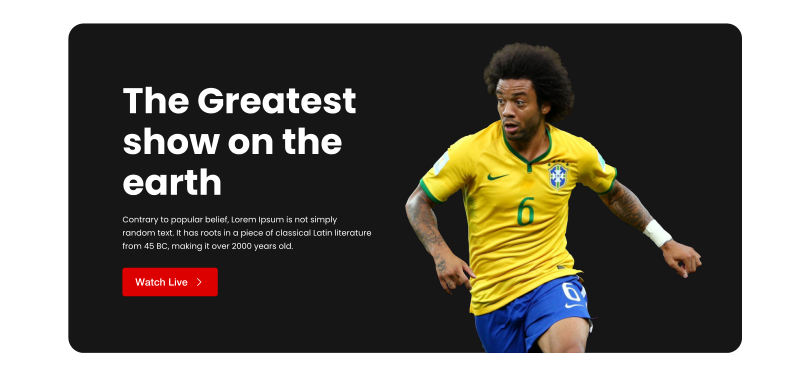 The Greatest
show on the
earth
Contrary to popular belief, Lorem Ipsum is not simply
random text. It has roots in a piece of classical Latin literature
from 45 BC, making it over 2000 years old.
Watch Live
6
6